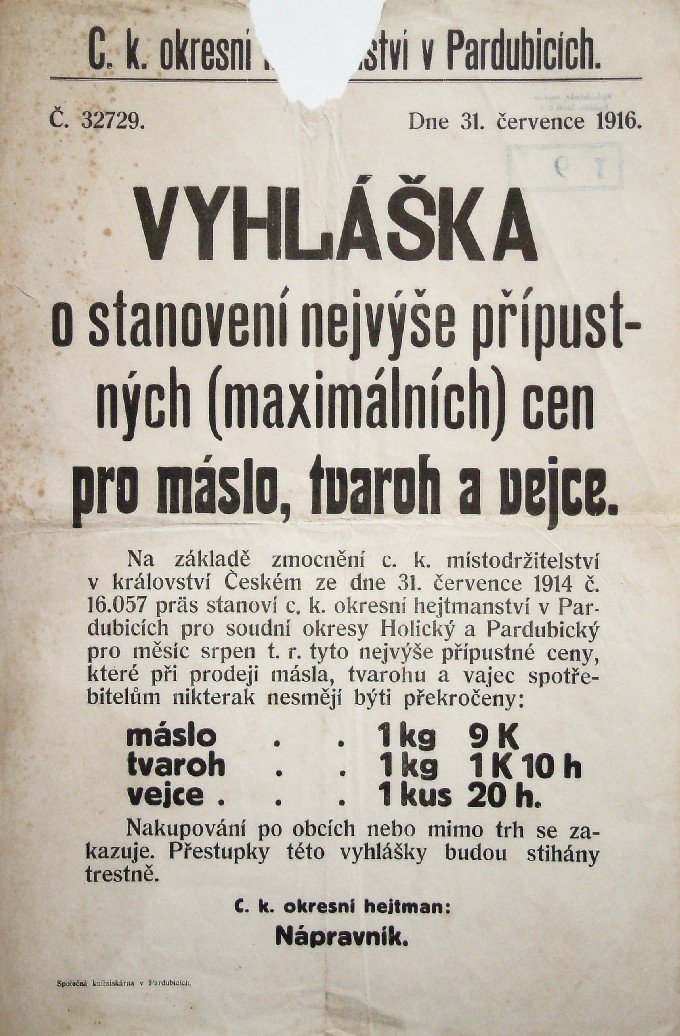 C. k. okresní ství v Pardubicích.
Č. 32729.
Dne 31. července 1916.
VYHLÁŠKA
o stanovení nejvýše přípust-
ných (maximálních) cen
pro máslo, tvaroh a vejce.
Na základě zmocnění c. k. místodržitelství
v království Českém ze dne 31. července 1914 č.
16.057 präs stanoví c. k. okresní hejtmanství v Par-
dubicích pro soudní okresy Holický a Pardubický
pro měsíc srpen t. r. tyto nejvýše přípustné ceny,
které při prodeji másla, tvarohu a vajec spotře-
bitelům nikterak nesmějí býti překročeny:
máslo . . 1 kg 9 K
tvaroh . . 1 kg 1 K 10 h
vejce . . . 1 kus 20 h.
Nakupování po obcích nebo mimo trh se za-
kazuje. Přestupky této vyhlášky budou stihány
trestně.
C. k. okresní hejtman:
Nápravník.
Společná knihtiskárna v Pardubicích.